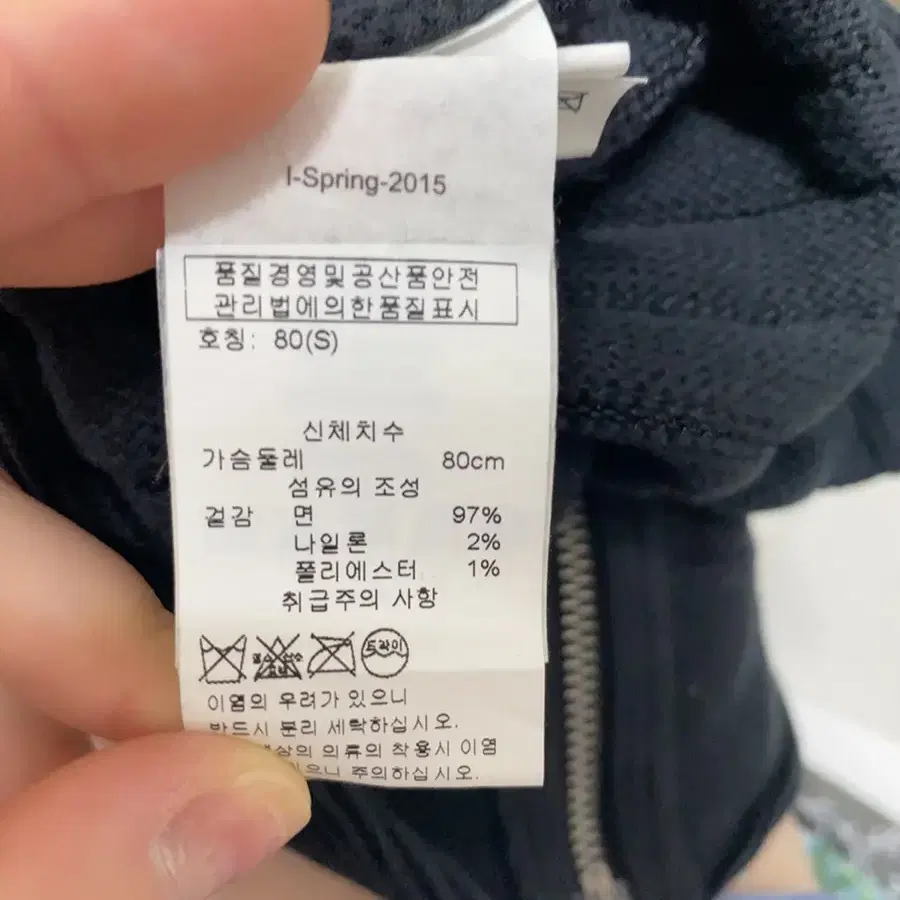 I-Spring-2015
품질경영및공산품안전
관리법에의한품질표시
호칭: 80(S)
신체치수
가슴둘레 80cm
섬유의 조성
겉감 면 97%
나일론 2%
폴리에스터 1%
취급주의 사항
드라이
이염의 우려가 있으니
반드시 분리 세탁하십시오.
의류의 착용시 이염
주의하십시오.